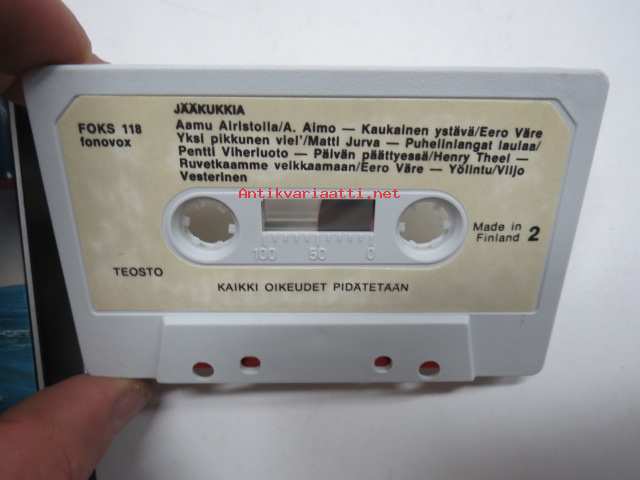 JÄÄKUKKIA
FOKS 118
fonovox
Aamu Airistolla/A. Aimo — Kaukainen ystävä/Eero Väre
Yksi pikkunen viel'/Matti Jurva — Puhelinlangat laulaa/
Pentti Viherluoto — Päivän päättyessä/Henry Theel —
Ruvetkaamme veikkaamaan/Eero Väre — Yölintu/Viljo
Vesterinen
Antikvariaatti.net
100 50 0
Made in
Finland 2
TEOSTO
KAIKKI OIKEUDET PIDÄTETÄÄN